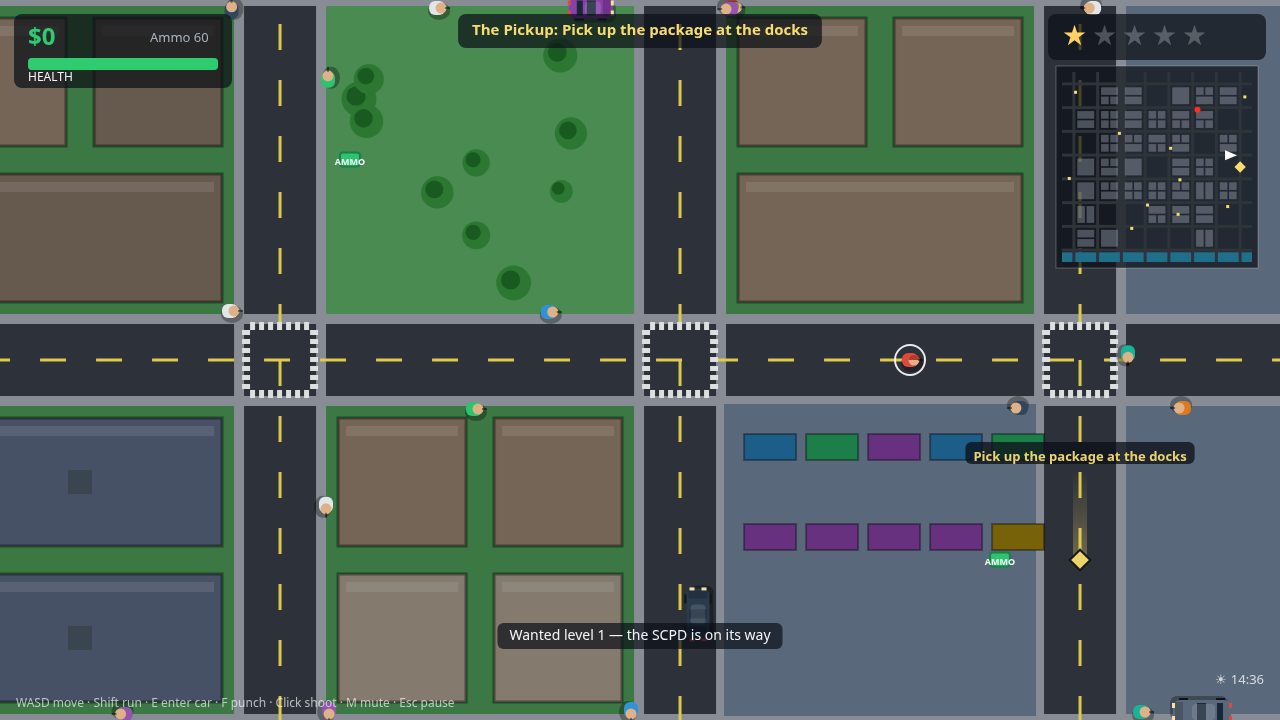 The Pickup: Pick up the package at the docks
$0
Ammo 60
HEALTH
AMMO
Pick up the package at the docks
AMMO
Wanted level 1 — the SCPD is on its way
14:36
WASD move · Shift run · E enter car · F punch · Click shoot · M mute · Esc pause